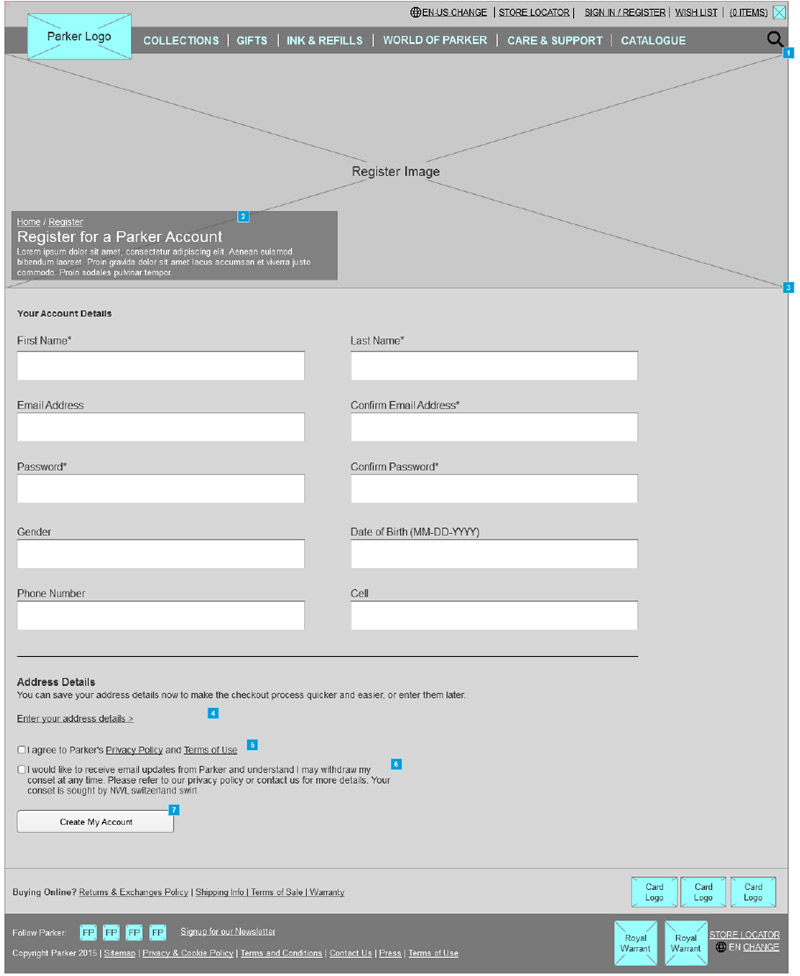 EN-US CHANGE | STORE LOCATOR | SIGN IN / REGISTER | WISH LIST | (0 ITEMS)
Parker Logo
COLLECTIONS | GIFTS | INK & REFILLS | WORLD OF PARKER | CARE & SUPPORT | CATALOGUE
1
Register Image
2
Home / Register
Register for a Parker Account
Lorem ipsum dolor sit amet, consectetur adipiscing elit. Aenean euismod
bibendum laoreet. Proin gravida dolor sit amet lacus accumsan et viverra justo
commodo. Proin sodales pulvinar tempor.
3
Your Account Details
First Name* Last Name*
Email Address Confirm Email Address*
Password* Confirm Password*
Gender Date of Birth (MM-DD-YYYY)
Phone Number Cell
Address Details
You can save your address details now to make the checkout process quicker and easier, or enter them later.
Enter your address details > 4
I agree to Parker's Privacy Policy and Terms of Use 5
I would like to receive email updates from Parker and understand I may withdraw my 6
conset at any time. Please refer to our privacy policy or contact us for more details. Your
conset is sought by NWL switzerland swirl
7
Create My Account
Buying Online? Returns & Exchanges Policy | Shipping Info | Terms of Sale | Warranty
Card Logo
Card Logo
Card Logo
Follow Parker: FP FP FP FP Signup for our Newsletter
Royal Warrant
Royal Warrant
STORE LOCATOR
EN CHANGE
Copyright Parker 2015 | Sitemap | Privacy & Cookie Policy | Terms and Conditions | Contact Us | Press | Terms of Use